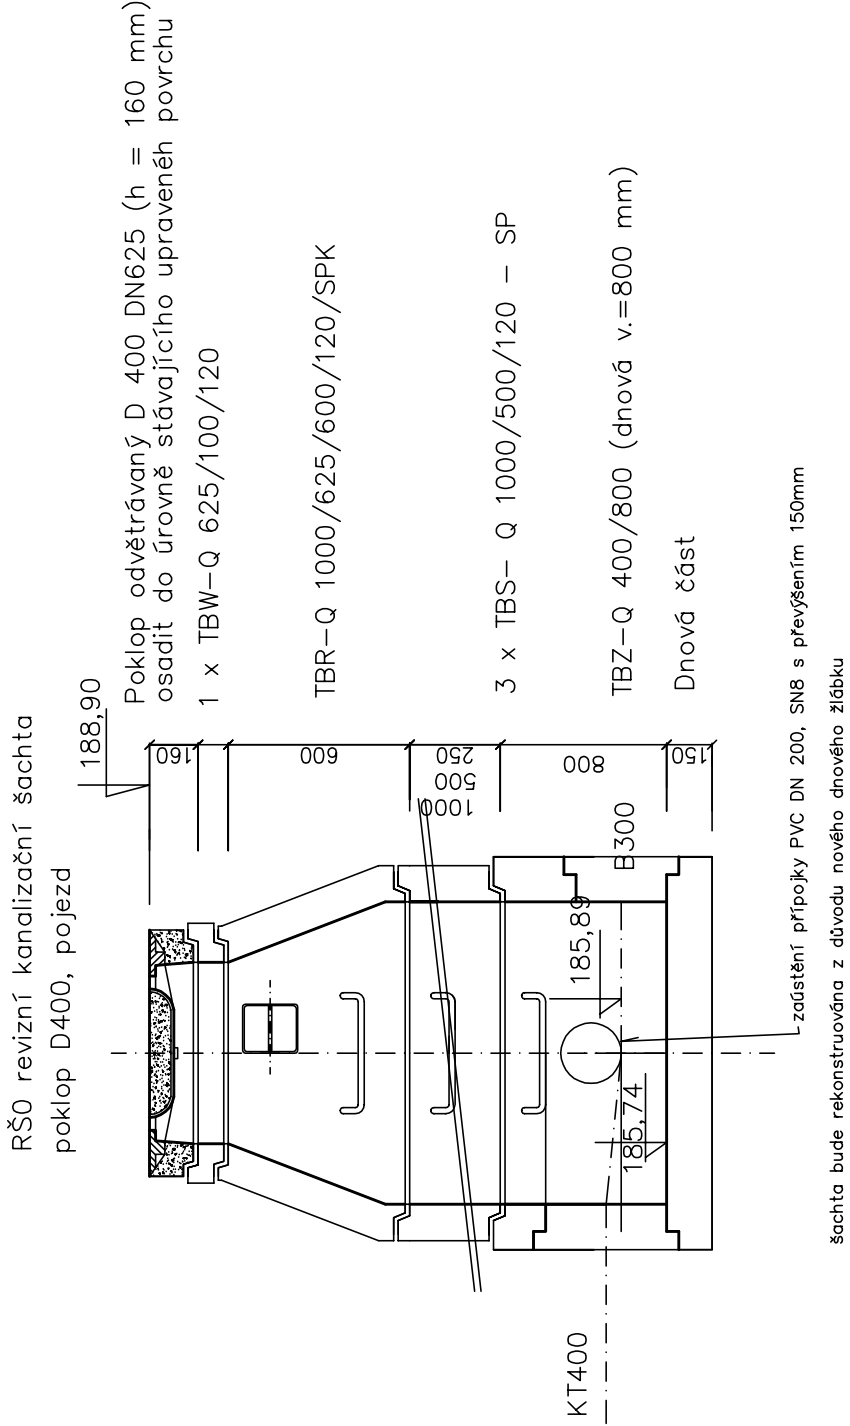 RŠ0 revizní kanalizační šachta
poklop D400, pojezd
188,90
Poklop odvětrávaný D 400 DN625 (h = 160 mm)
osadit do úrovně stávajícího upraveneh povrchu
1 x TBW-Q 625/100/120
TBR-Q 1000/625/600/120/SPK
3 x TBS- Q 1000/500/120 - SP
TBZ-Q 400/800 (dnová v.=800 mm)
Dnová část
160
600
250
500
1000
800
150
B300
185,89
185,74
KT400
zaústění přípojky PVC DN 200, SN8 s převýšením 150mm
šachta bude rekonstruována z důvodu nového dnového žlábku